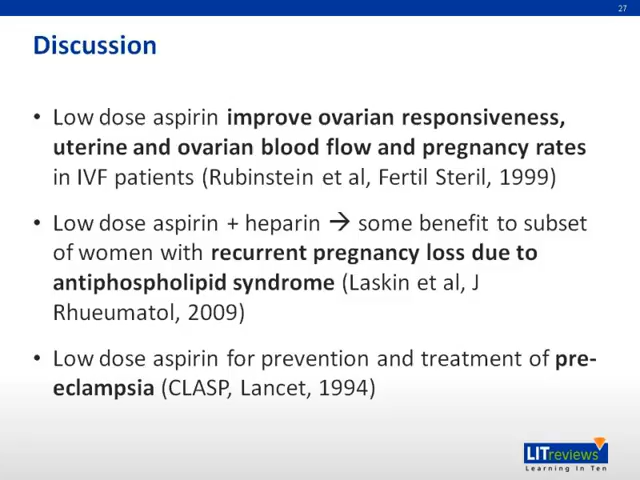 27
Discussion
• Low dose aspirin improve ovarian responsiveness,
uterine and ovarian blood flow and pregnancy rates
in IVF patients (Rubinstein et al, Fertil Steril, 1999)
• Low dose aspirin + heparin → some benefit to subset
of women with recurrent pregnancy loss due to
antiphospholipid syndrome (Laskin et al, J
Rhueumatol, 2009)
• Low dose aspirin for prevention and treatment of pre-
eclampsia (CLASP, Lancet, 1994)
LITreviews
Learning In Ten